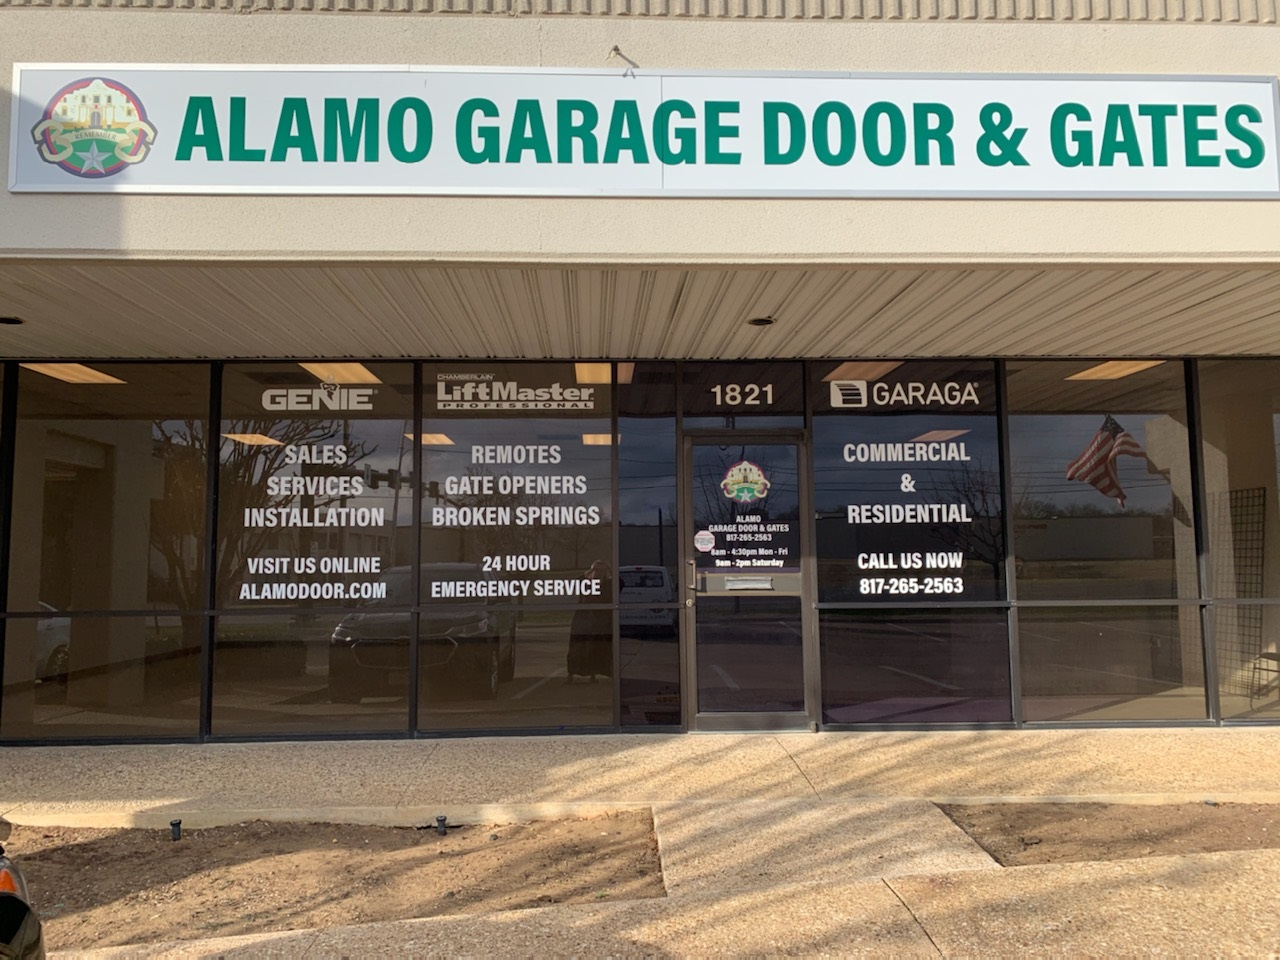 REMEMBER
ALAMO GARAGE DOOR & GATES
GENIE®
SALES
SERVICES
INSTALLATION
VISIT US ONLINE
ALAMODOOR.COM
CHAMBERLAIN
LiftMaster
PROFESSIONAL
REMOTES
GATE OPENERS
BROKEN SPRINGS
24 HOUR
EMERGENCY SERVICE
1821
ALAMO
GARAGE DOOR & GATES
817-265-2563
8am - 4:30pm Mon - Fri
9am - 2pm Saturday
GARAGA®
COMMERCIAL
&
RESIDENTIAL
CALL US NOW
817-265-2563